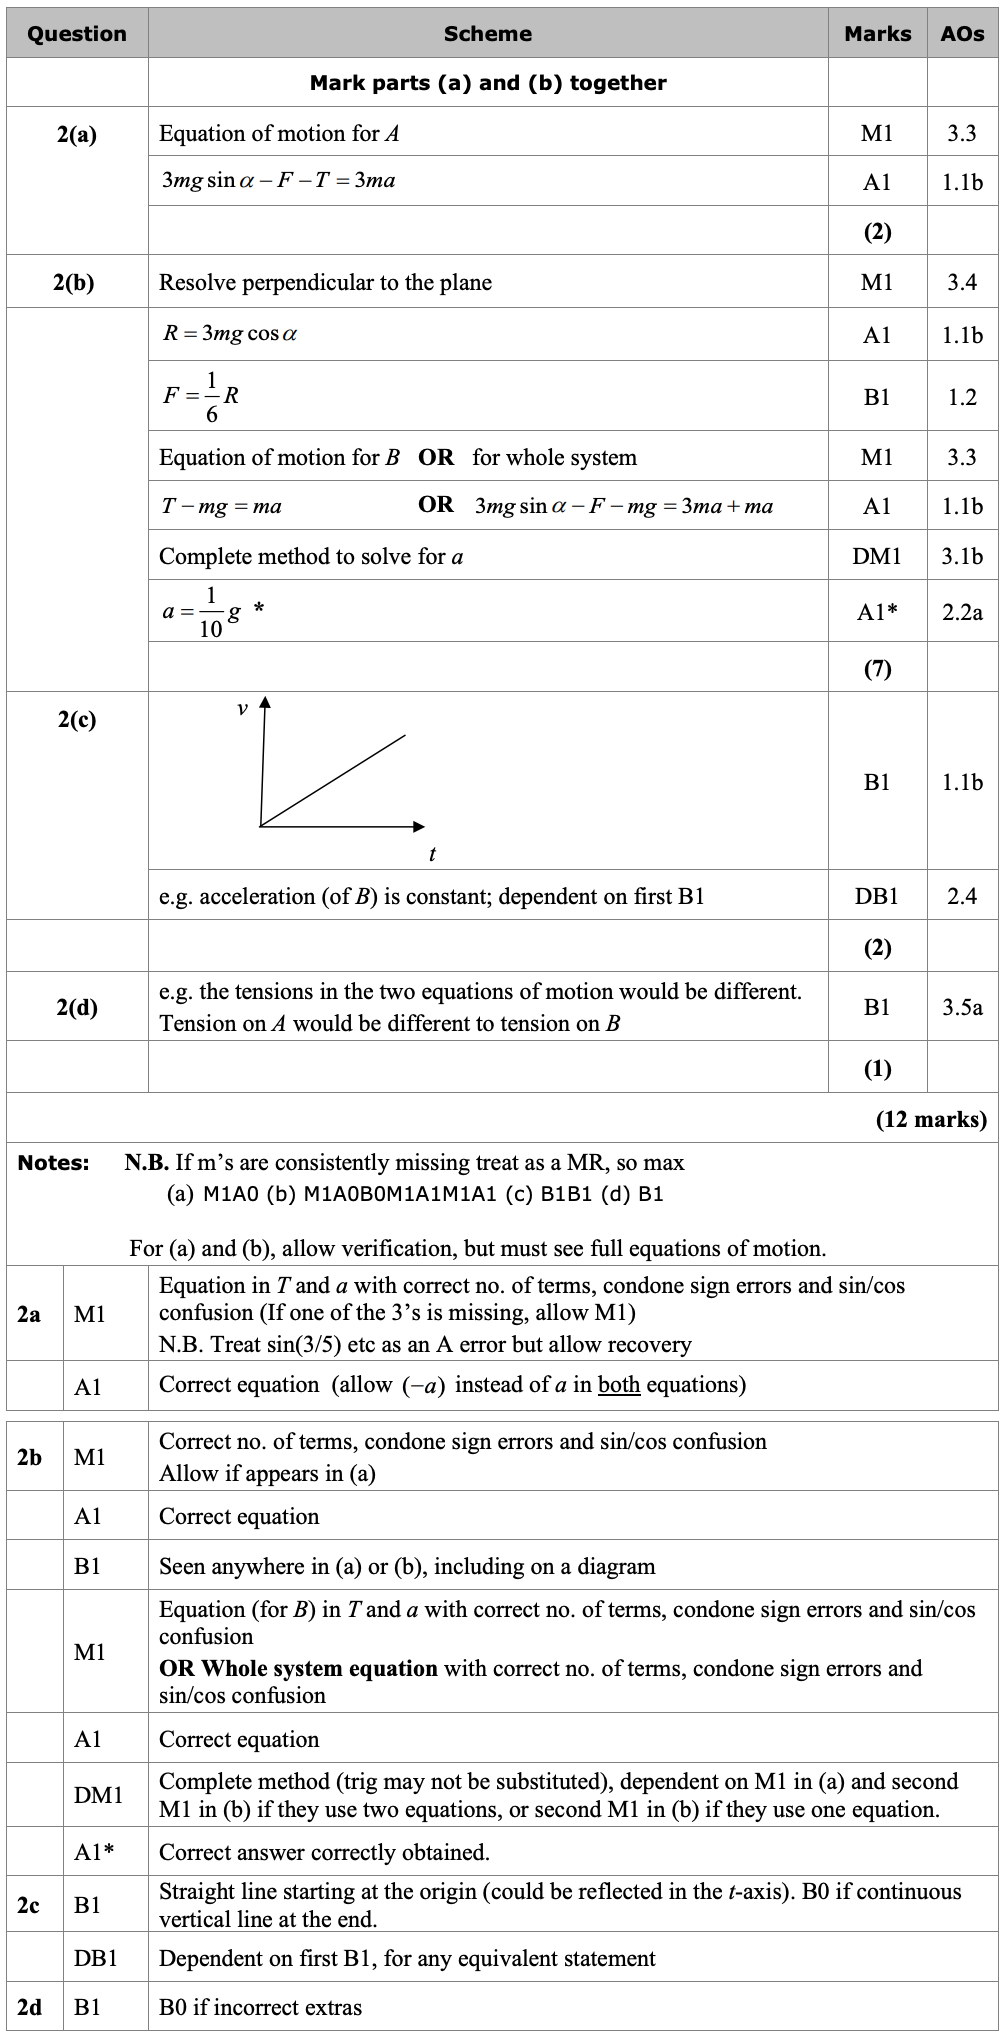 Question Scheme Marks AOs
Mark parts (a) and (b) together
2(a) Equation of motion for A M1 3.3
3mg sin α – F – T = 3ma A1 1.1b
(2)
2(b) Resolve perpendicular to the plane M1 3.4
R = 3mg cos α A1 1.1b
F = 1/6 R B1 1.2
Equation of motion for B OR for whole system M1 3.3
T – mg = ma OR 3mg sin α – F – mg = 3ma + ma A1 1.1b
Complete method to solve for a DM1 3.1b
a = 1/10 g * A1* 2.2a
(7)
2(c) v
B1 1.1b
t
e.g. acceleration (of B) is constant; dependent on first B1 DB1 2.4
(2)
e.g. the tensions in the two equations of motion would be different.
2(d) B1 3.5a
Tension on A would be different to tension on B
(1)
(12 marks)
Notes: N.B. If m’s are consistently missing treat as a MR, so max
(a) M1A0 (b) M1A0B0M1A1M1A1 (c) B1B1 (d) B1
For (a) and (b), allow verification, but must see full equations of motion.
2a M1 Equation in T and a with correct no. of terms, condone sign errors and sin/cos
confusion (If one of the 3’s is missing, allow M1)
N.B. Treat sin(3/5) etc as an A error but allow recovery
A1 Correct equation (allow (–a) instead of a in both equations)
2b M1 Correct no. of terms, condone sign errors and sin/cos confusion
Allow if appears in (a)
A1 Correct equation
B1 Seen anywhere in (a) or (b), including on a diagram
M1 Equation (for B) in T and a with correct no. of terms, condone sign errors and sin/cos
confusion
OR Whole system equation with correct no. of terms, condone sign errors and
sin/cos confusion
A1 Correct equation
DM1 Complete method (trig may not be substituted), dependent on M1 in (a) and second
M1 in (b) if they use two equations, or second M1 in (b) if they use one equation.
A1* Correct answer correctly obtained.
2c B1 Straight line starting at the origin (could be reflected in the t-axis). B0 if continuous
vertical line at the end.
DB1 Dependent on first B1, for any equivalent statement
2d B1 B0 if incorrect extras